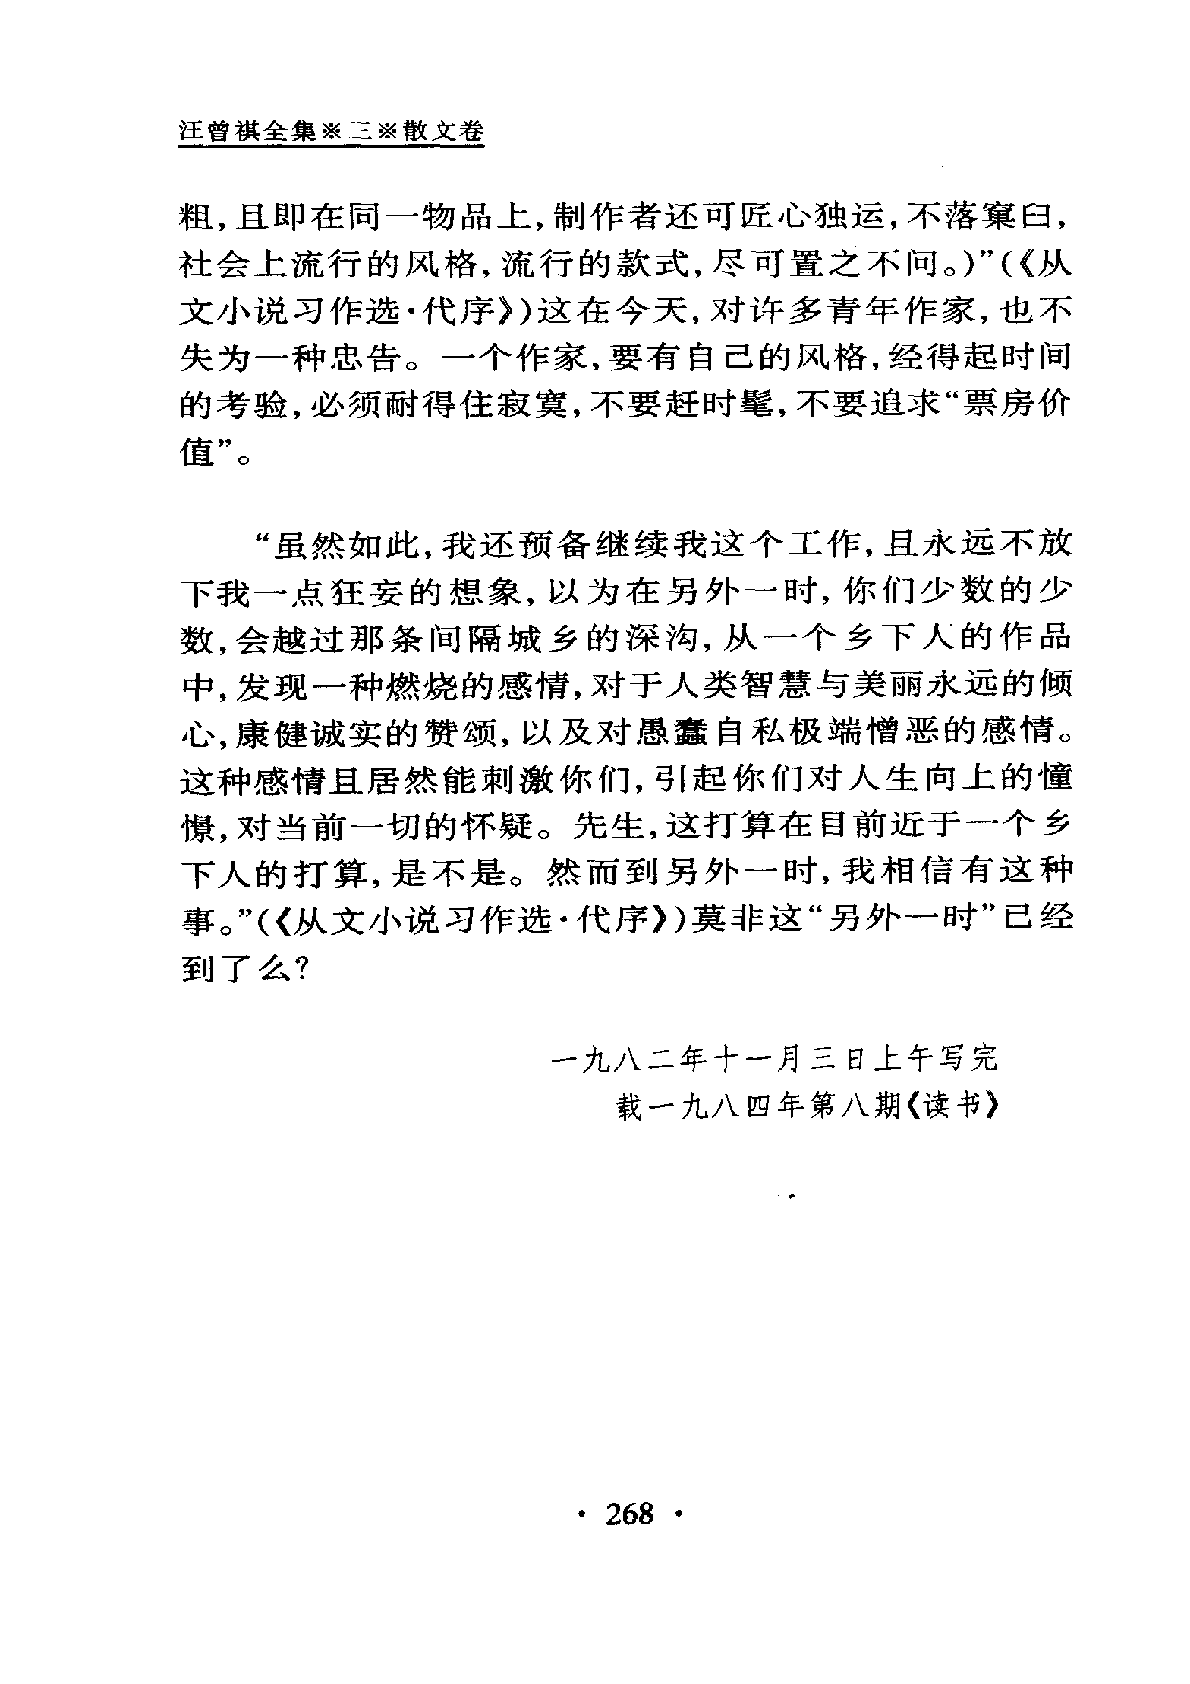 汪曾祺全集※三※散文卷
粗,且即在同一物品上,制作者还可匠心独运,不落窠臼,
社会上流行的风格,流行的款式,尽可置之不问。)”(《从
文小说习作选·代序》)这在今天,对许多青年作家,也不
失为一种忠告。一个作家,要有自己的风格,经得起时间
的考验,必须耐得住寂寞,不要赶时髦,不要追求“票房价
值”。
“虽然如此,我还预备继续我这个工作,且永远不放
下我一点狂妄的想象,以为在另外一时,你们少数的少
数,会越过那条间隔城乡的深沟,从一个乡下人的作品
中,发现一种燃烧的感情,对于人类智慧与美丽永远的倾
心,康健诚实的赞颂,以及对愚蠢自私极端憎恶的感情。
这种感情且居然能刺激你们,引起你们对人生向上的憧
憬,对当前一切的怀疑。先生,这打算在目前近于一个乡
下人的打算,是不是。然而到另外一时,我相信有这种
事。”(《从文小说习作选·代序》)莫非这“另外一时”已经
到了么?
一九八二年十一月三日上午写完
载一九八四年第八期《读书》
· 268 ·